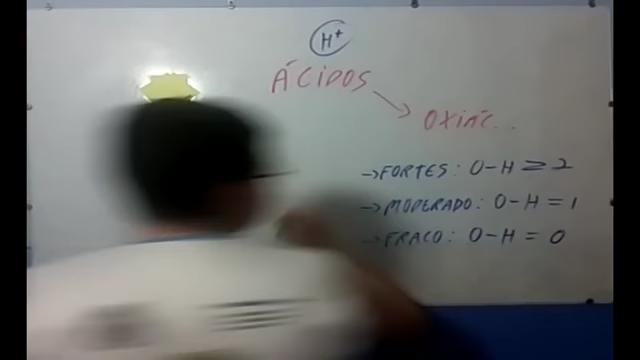 H+
ÁCIDOS
OXIÁC...
→FORTES: O-H ≥ 2
→MODERADO: O-H = 1
→FRACO: O-H = 0